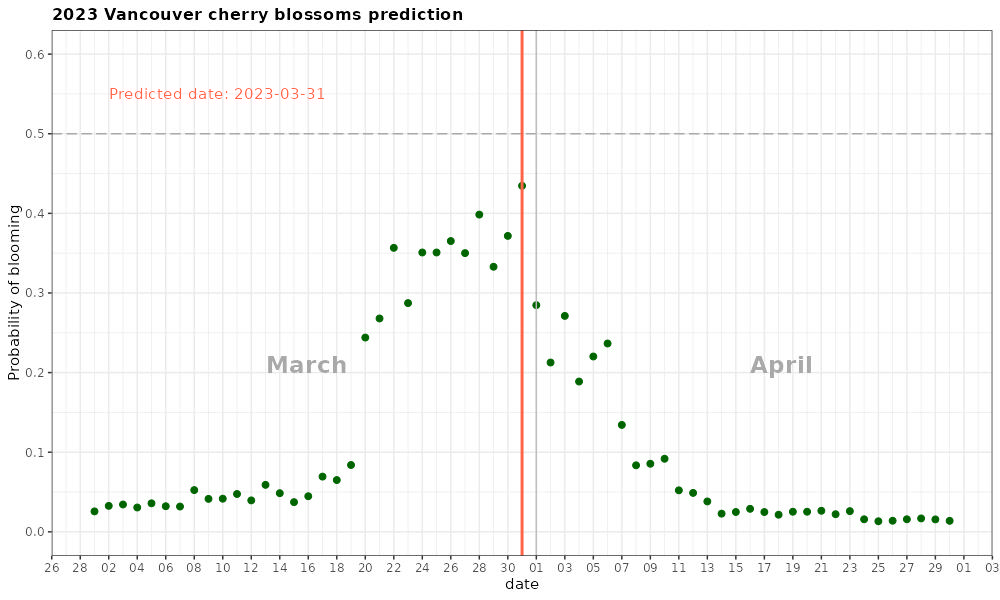 2023 Vancouver cherry blossoms prediction
0.6
Predicted date: 2023-03-31
0.5
0.4
0.3
Probability of blooming
March April
0.2
0.1
0.0
26 28 02 04 06 08 10 12 14 16 18 20 22 24 26 28 30 01 03 05 07 09 11 13 15 17 19 21 23 25 27 29 01 03
date